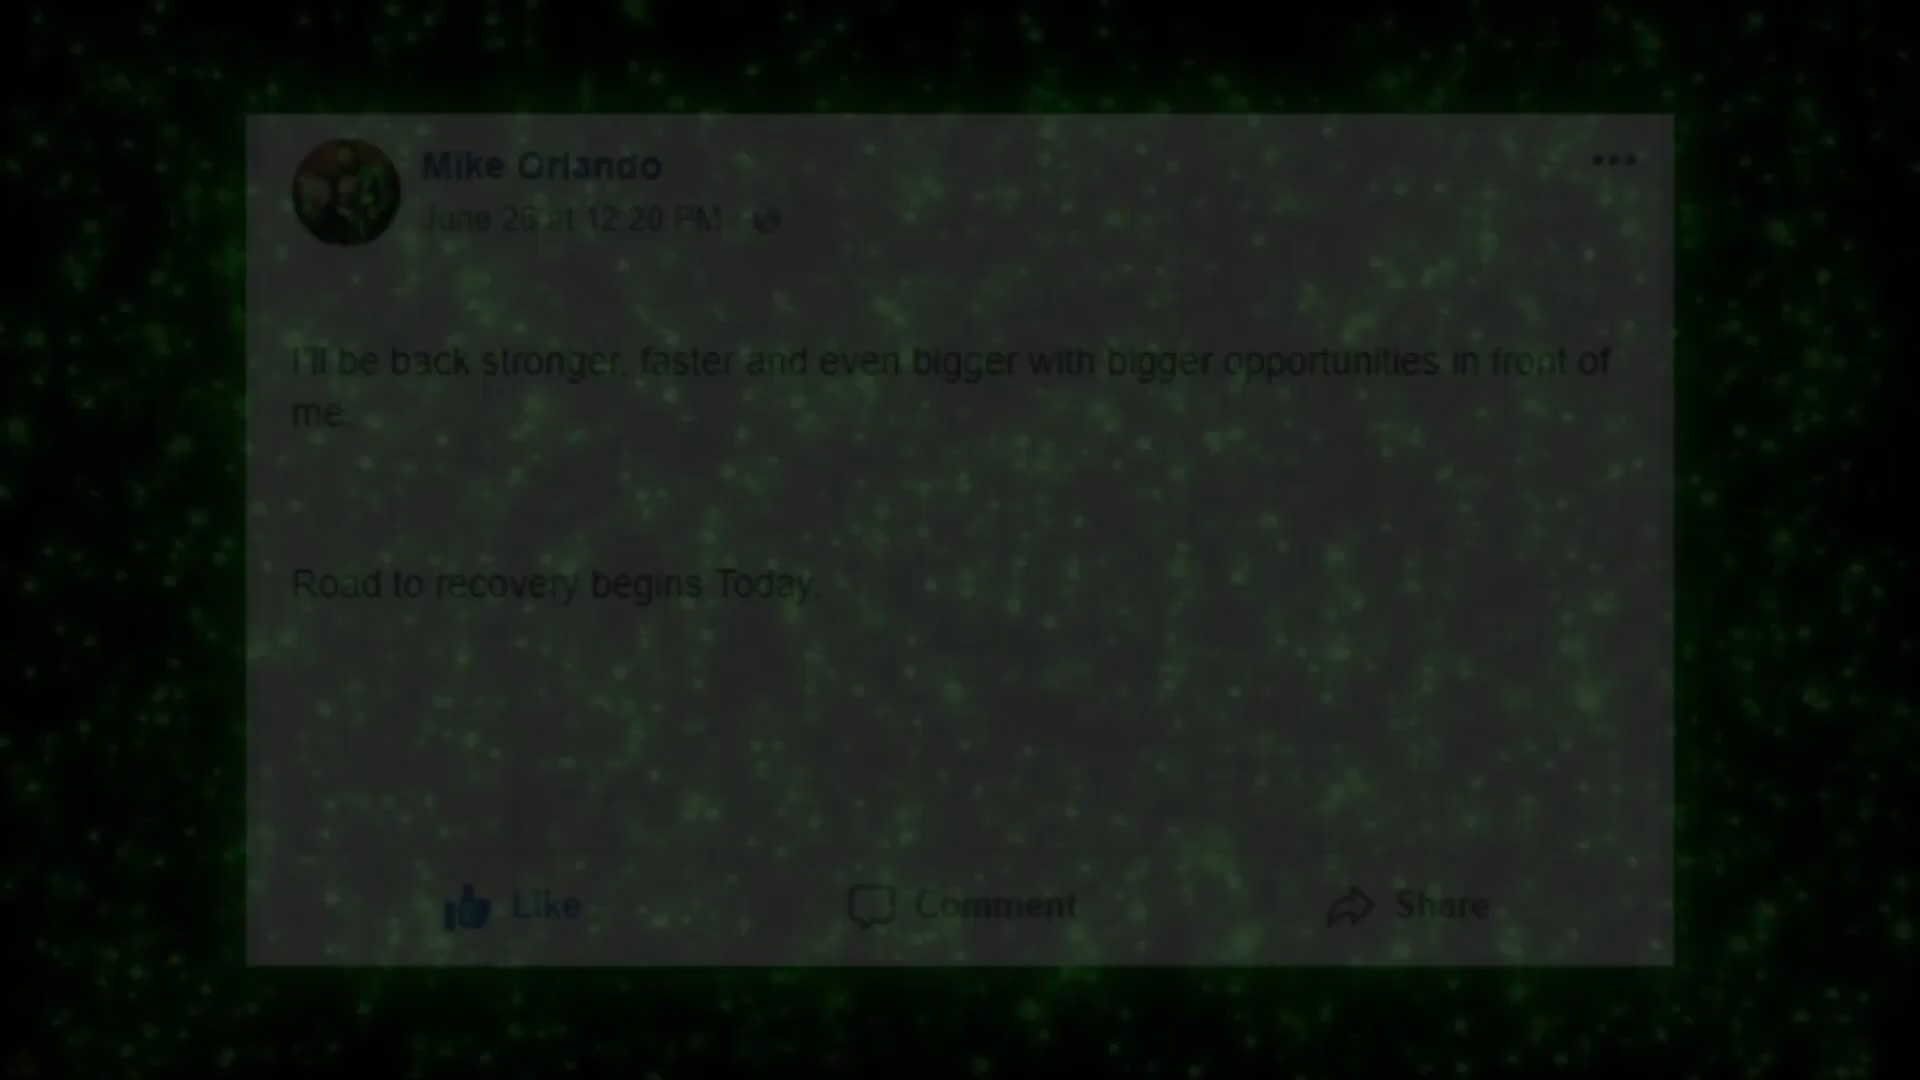 Mike Orlando
June 26 at 12:20 PM
I'll be back stronger, faster and even bigger with bigger opportunities in front of
me.
Road to recovery begins Today.
Like
Comment
Share